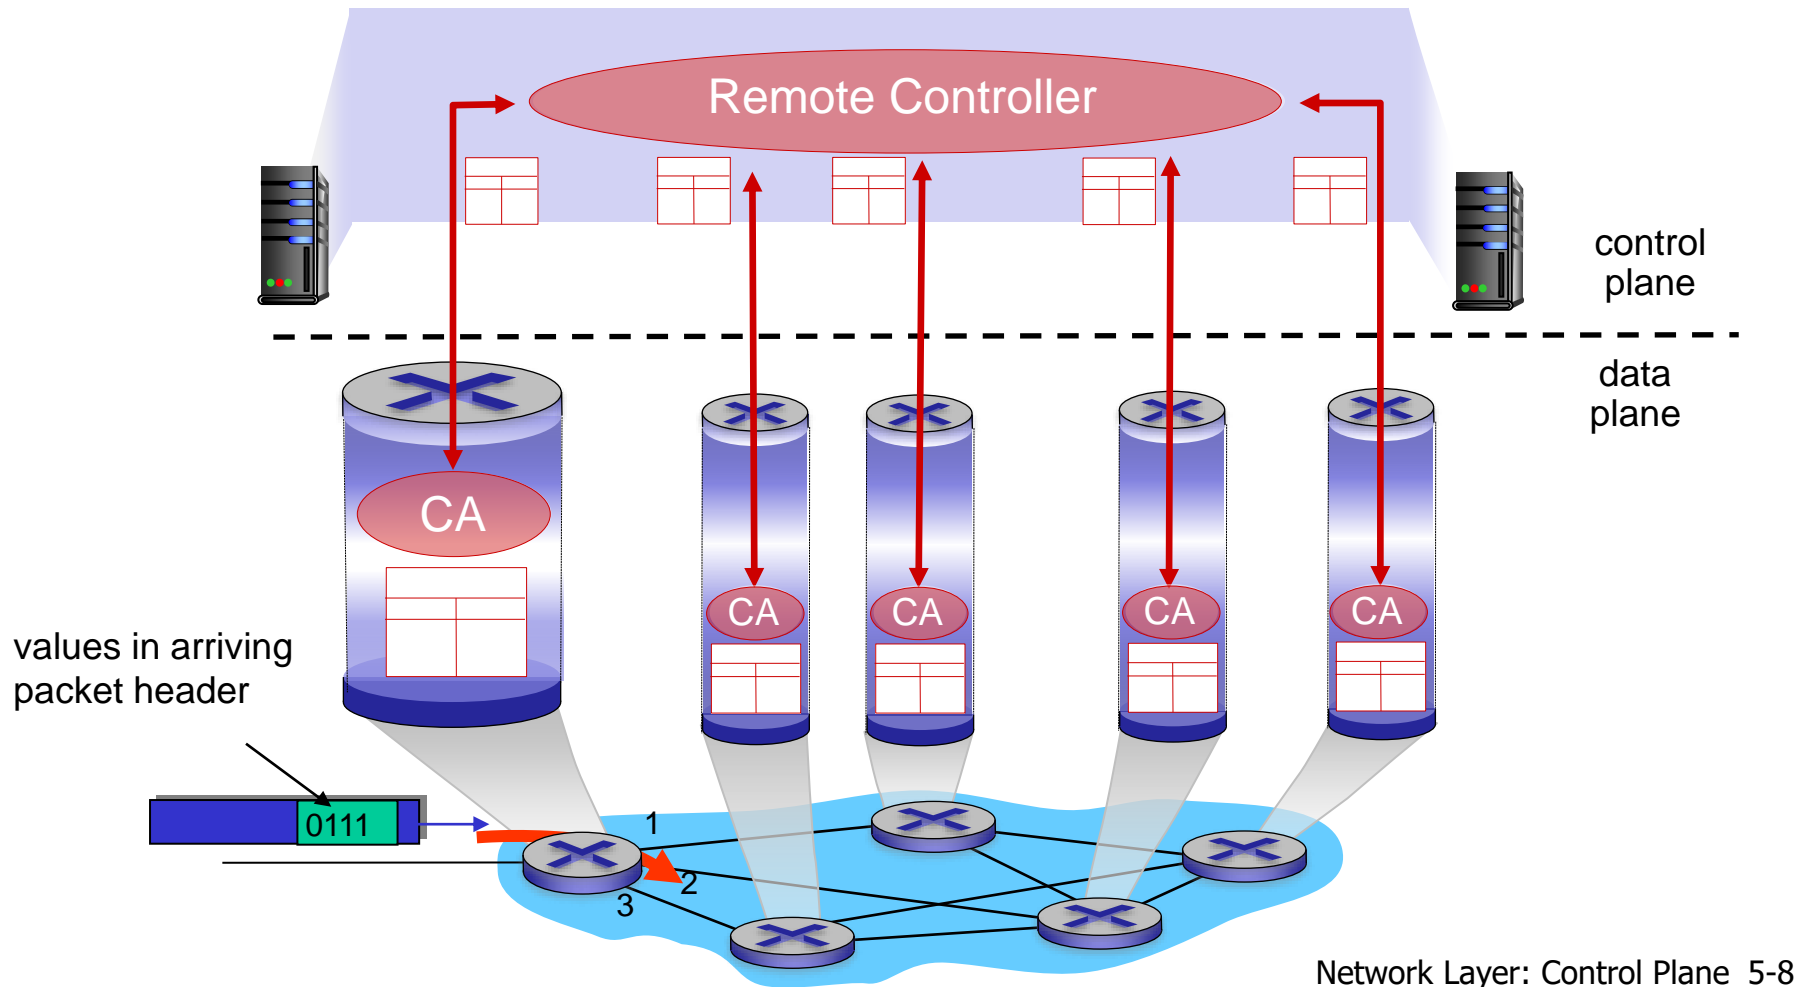 Remote Controller
control
plane
data
plane
CA
CA
CA
CA
CA
values in arriving
packet header
0111
1
2
3
Network Layer: Control Plane 5-8